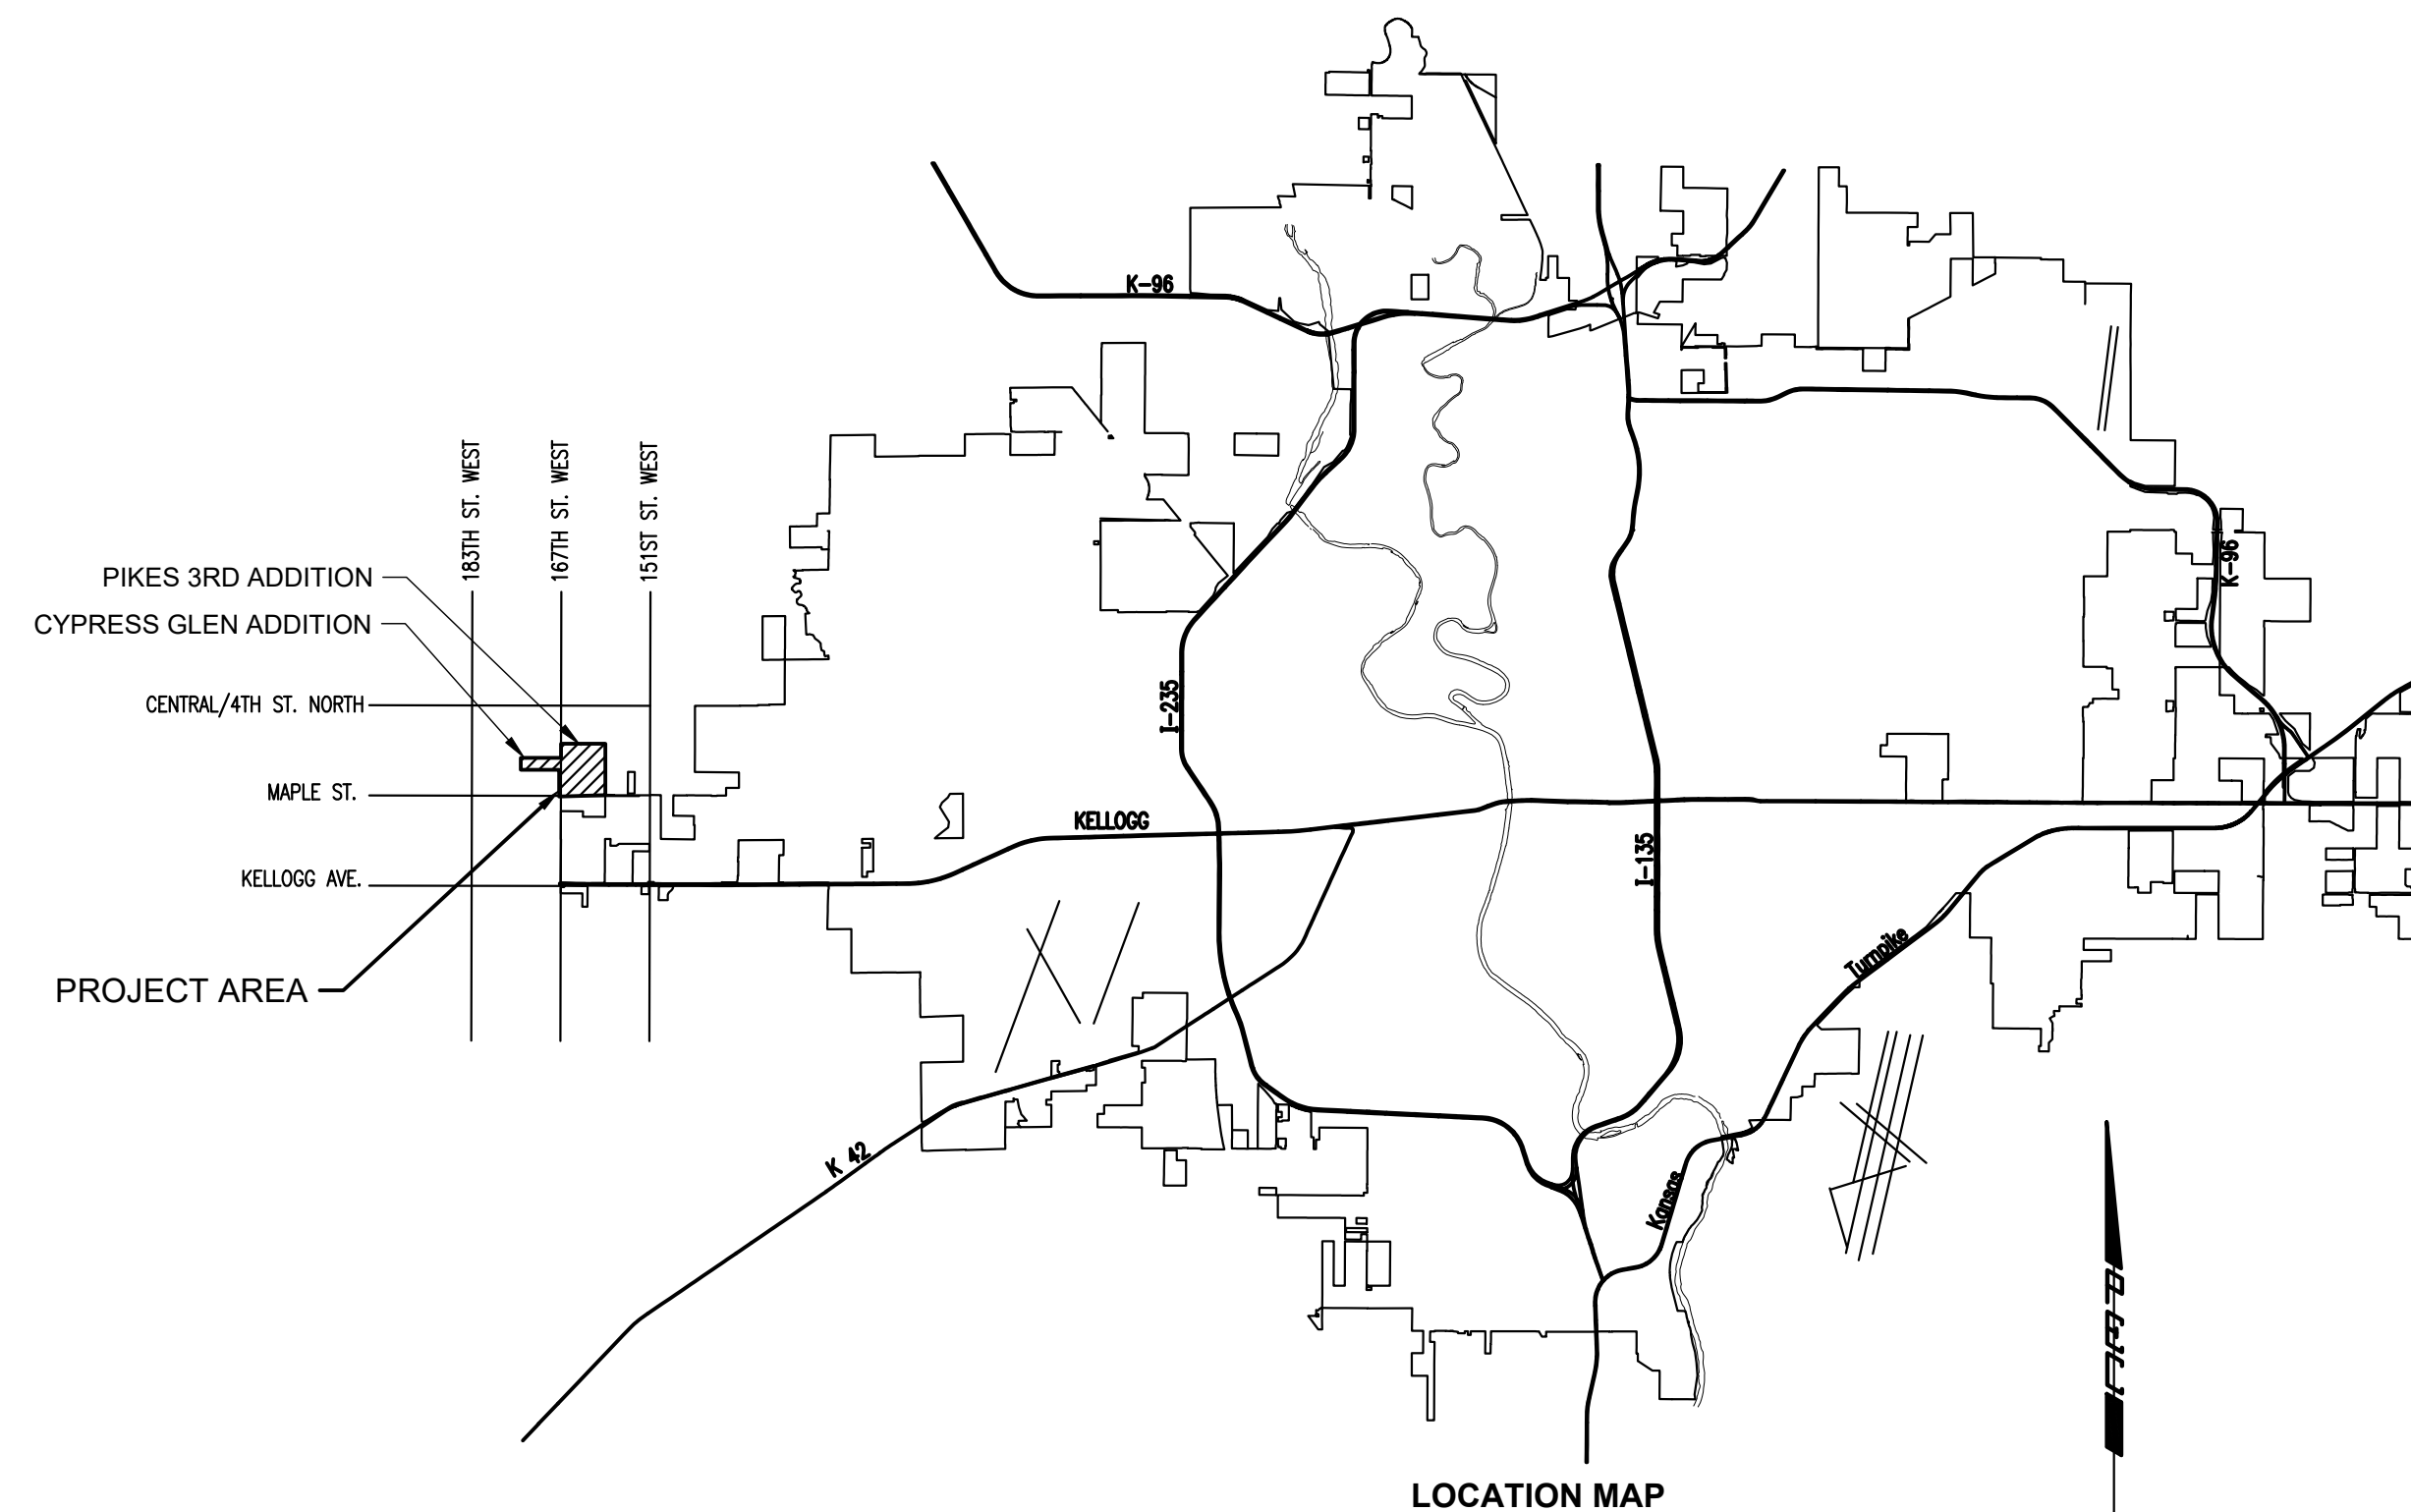 K-96
183TH ST. WEST
167TH ST. WEST
151ST ST. WEST
PIKES 3RD ADDITION
CYPRESS GLEN ADDITION
K-96
CENTRAL/4TH ST. NORTH
I-235
MAPLE ST.
KELLOGG
I-135
KELLOGG AVE.
Turnpike
PROJECT AREA
K 42
Kansas
LOCATION MAP